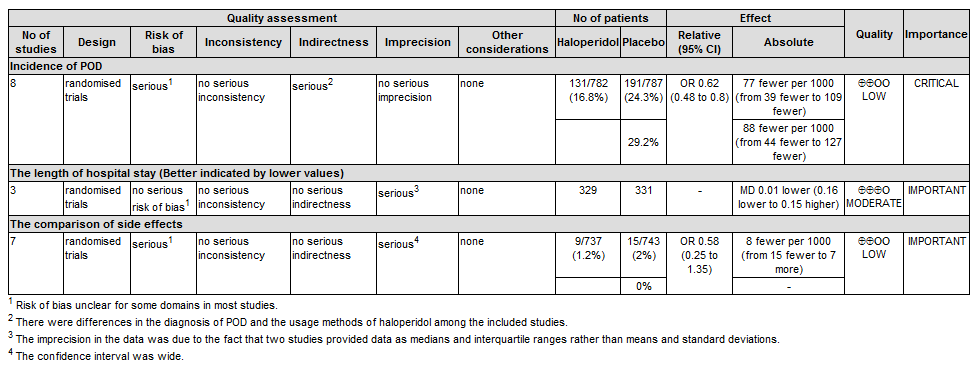 Quality assessment No of patients Effect Quality Importance
No of studies Design Risk of bias Inconsistency Indirectness Imprecision Other considerations Haloperidol Placebo Relative (95% CI) Absolute
Incidence of POD
8 randomised trials serious1 no serious inconsistency serious2 no serious imprecision none 131/782 (16.8%) 191/787 (24.3%) OR 0.62 (0.48 to 0.8) 77 fewer per 1000 (from 39 fewer to 109 fewer) ⊕⊕OO LOW CRITICAL
29.2% 88 fewer per 1000 (from 44 fewer to 127 fewer)
The length of hospital stay (Better indicated by lower values)
3 randomised trials no serious risk of bias1 no serious inconsistency no serious indirectness serious3 none 329 331 - MD 0.01 lower (0.16 lower to 0.15 higher) ⊕⊕⊕O MODERATE IMPORTANT
The comparison of side effects
7 randomised trials serious1 no serious inconsistency no serious indirectness serious4 none 9/737 (1.2%) 15/743 (2%) OR 0.58 (0.25 to 1.35) 8 fewer per 1000 (from 15 fewer to 7 more) ⊕⊕OO LOW IMPORTANT
0% -
1 Risk of bias unclear for some domains in most studies.
2 There were differences in the diagnosis of POD and the usage methods of haloperidol among the included studies.
3 The imprecision in the data was due to the fact that two studies provided data as medians and interquartile ranges rather than means and standard deviations.
4 The confidence interval was wide.